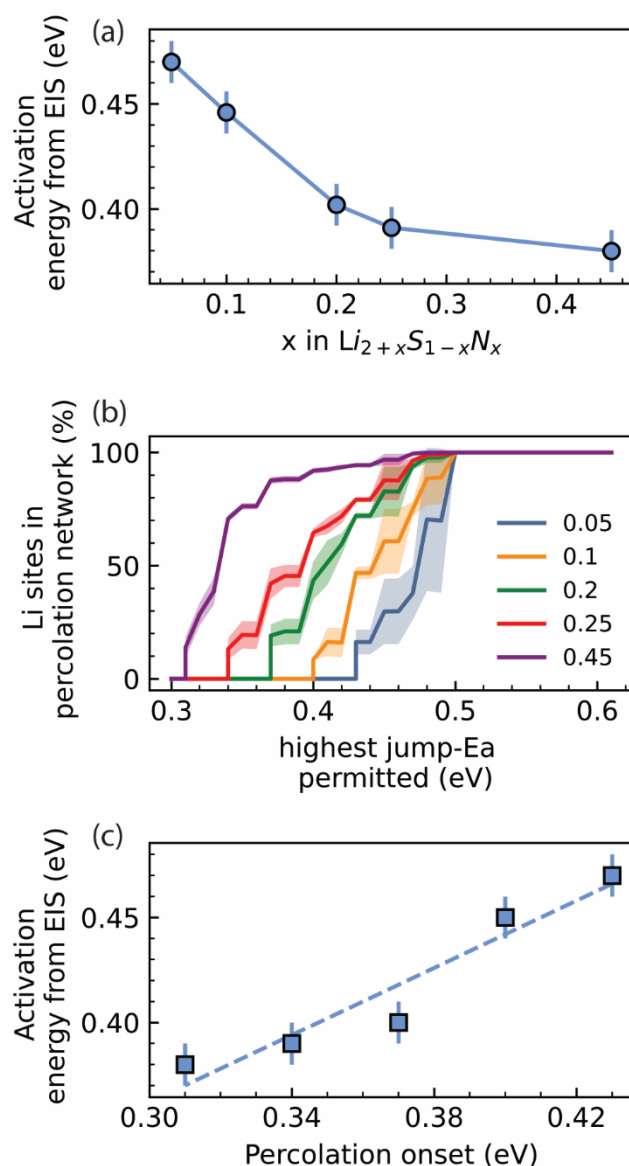 (a)
Activation
energy from EIS (eV)
0.45
0.40
0.1 0.2 0.3 0.4
x in Li₂₊ₓS₁₋ₓNₓ
(b)
Li sites in
percolation network (%)
100
50
0
0.05
0.1
0.2
0.25
0.45
0.3 0.4 0.5 0.6
highest jump-Ea
permitted (eV)
(c)
Activation
energy from EIS (eV)
0.45
0.40
0.30 0.34 0.38 0.42
Percolation onset (eV)